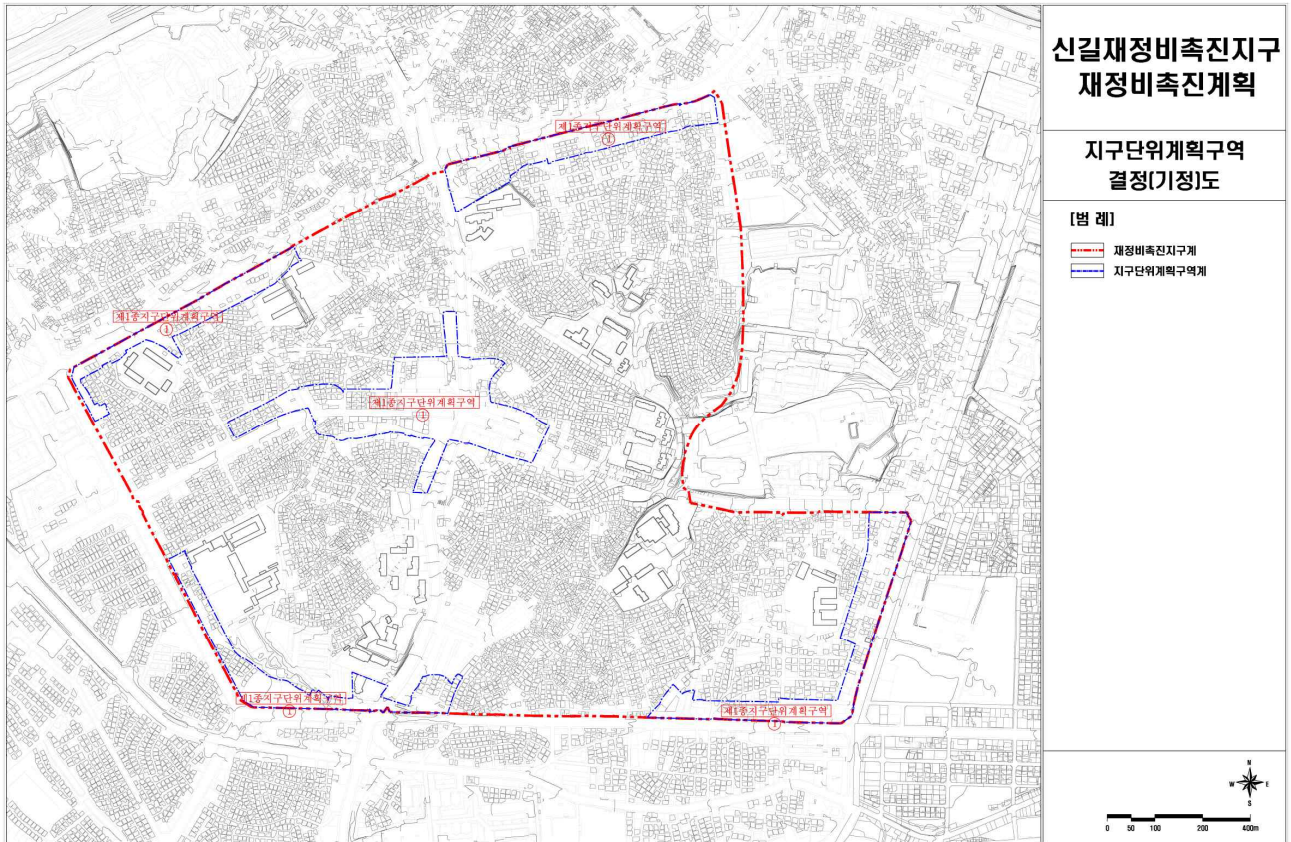 신길재정비촉진지구
재정비촉진계획
지구단위계획구역
결정(기정)도
[범 례]
재정비촉진지구계
지구단위계획구역계
제1종지구단위계획구역
①
제1종지구단위계획구역
①
제1종지구단위계획구역
①
제1종지구단위계획구역
①
제1종지구단위계획구역
①
N
W E
S
0 50 100 200 400m